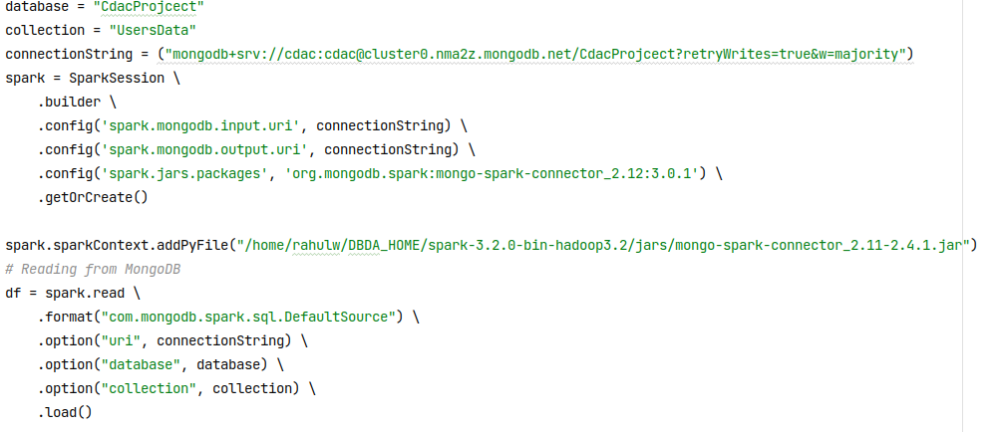 database = "CdacProjcect"
collection = "UsersData"
connectionString = ("mongodb+srv://cdac:cdac@cluster0.nma2z.mongodb.net/CdacProjcect?retryWrites=true&w=majority")
spark = SparkSession \
    .builder \
    .config('spark.mongodb.input.uri', connectionString) \
    .config('spark.mongodb.output.uri', connectionString) \
    .config('spark.jars.packages', 'org.mongodb.spark:mongo-spark-connector_2.12:3.0.1') \
    .getOrCreate()

spark.sparkContext.addPyFile("/home/rahulw/DBDA_HOME/spark-3.2.0-bin-hadoop3.2/jars/mongo-spark-connector_2.11-2.4.1.jar")
# Reading from MongoDB
df = spark.read \
    .format("com.mongodb.spark.sql.DefaultSource") \
    .option("uri", connectionString) \
    .option("database", database) \
    .option("collection", collection) \
    .load()